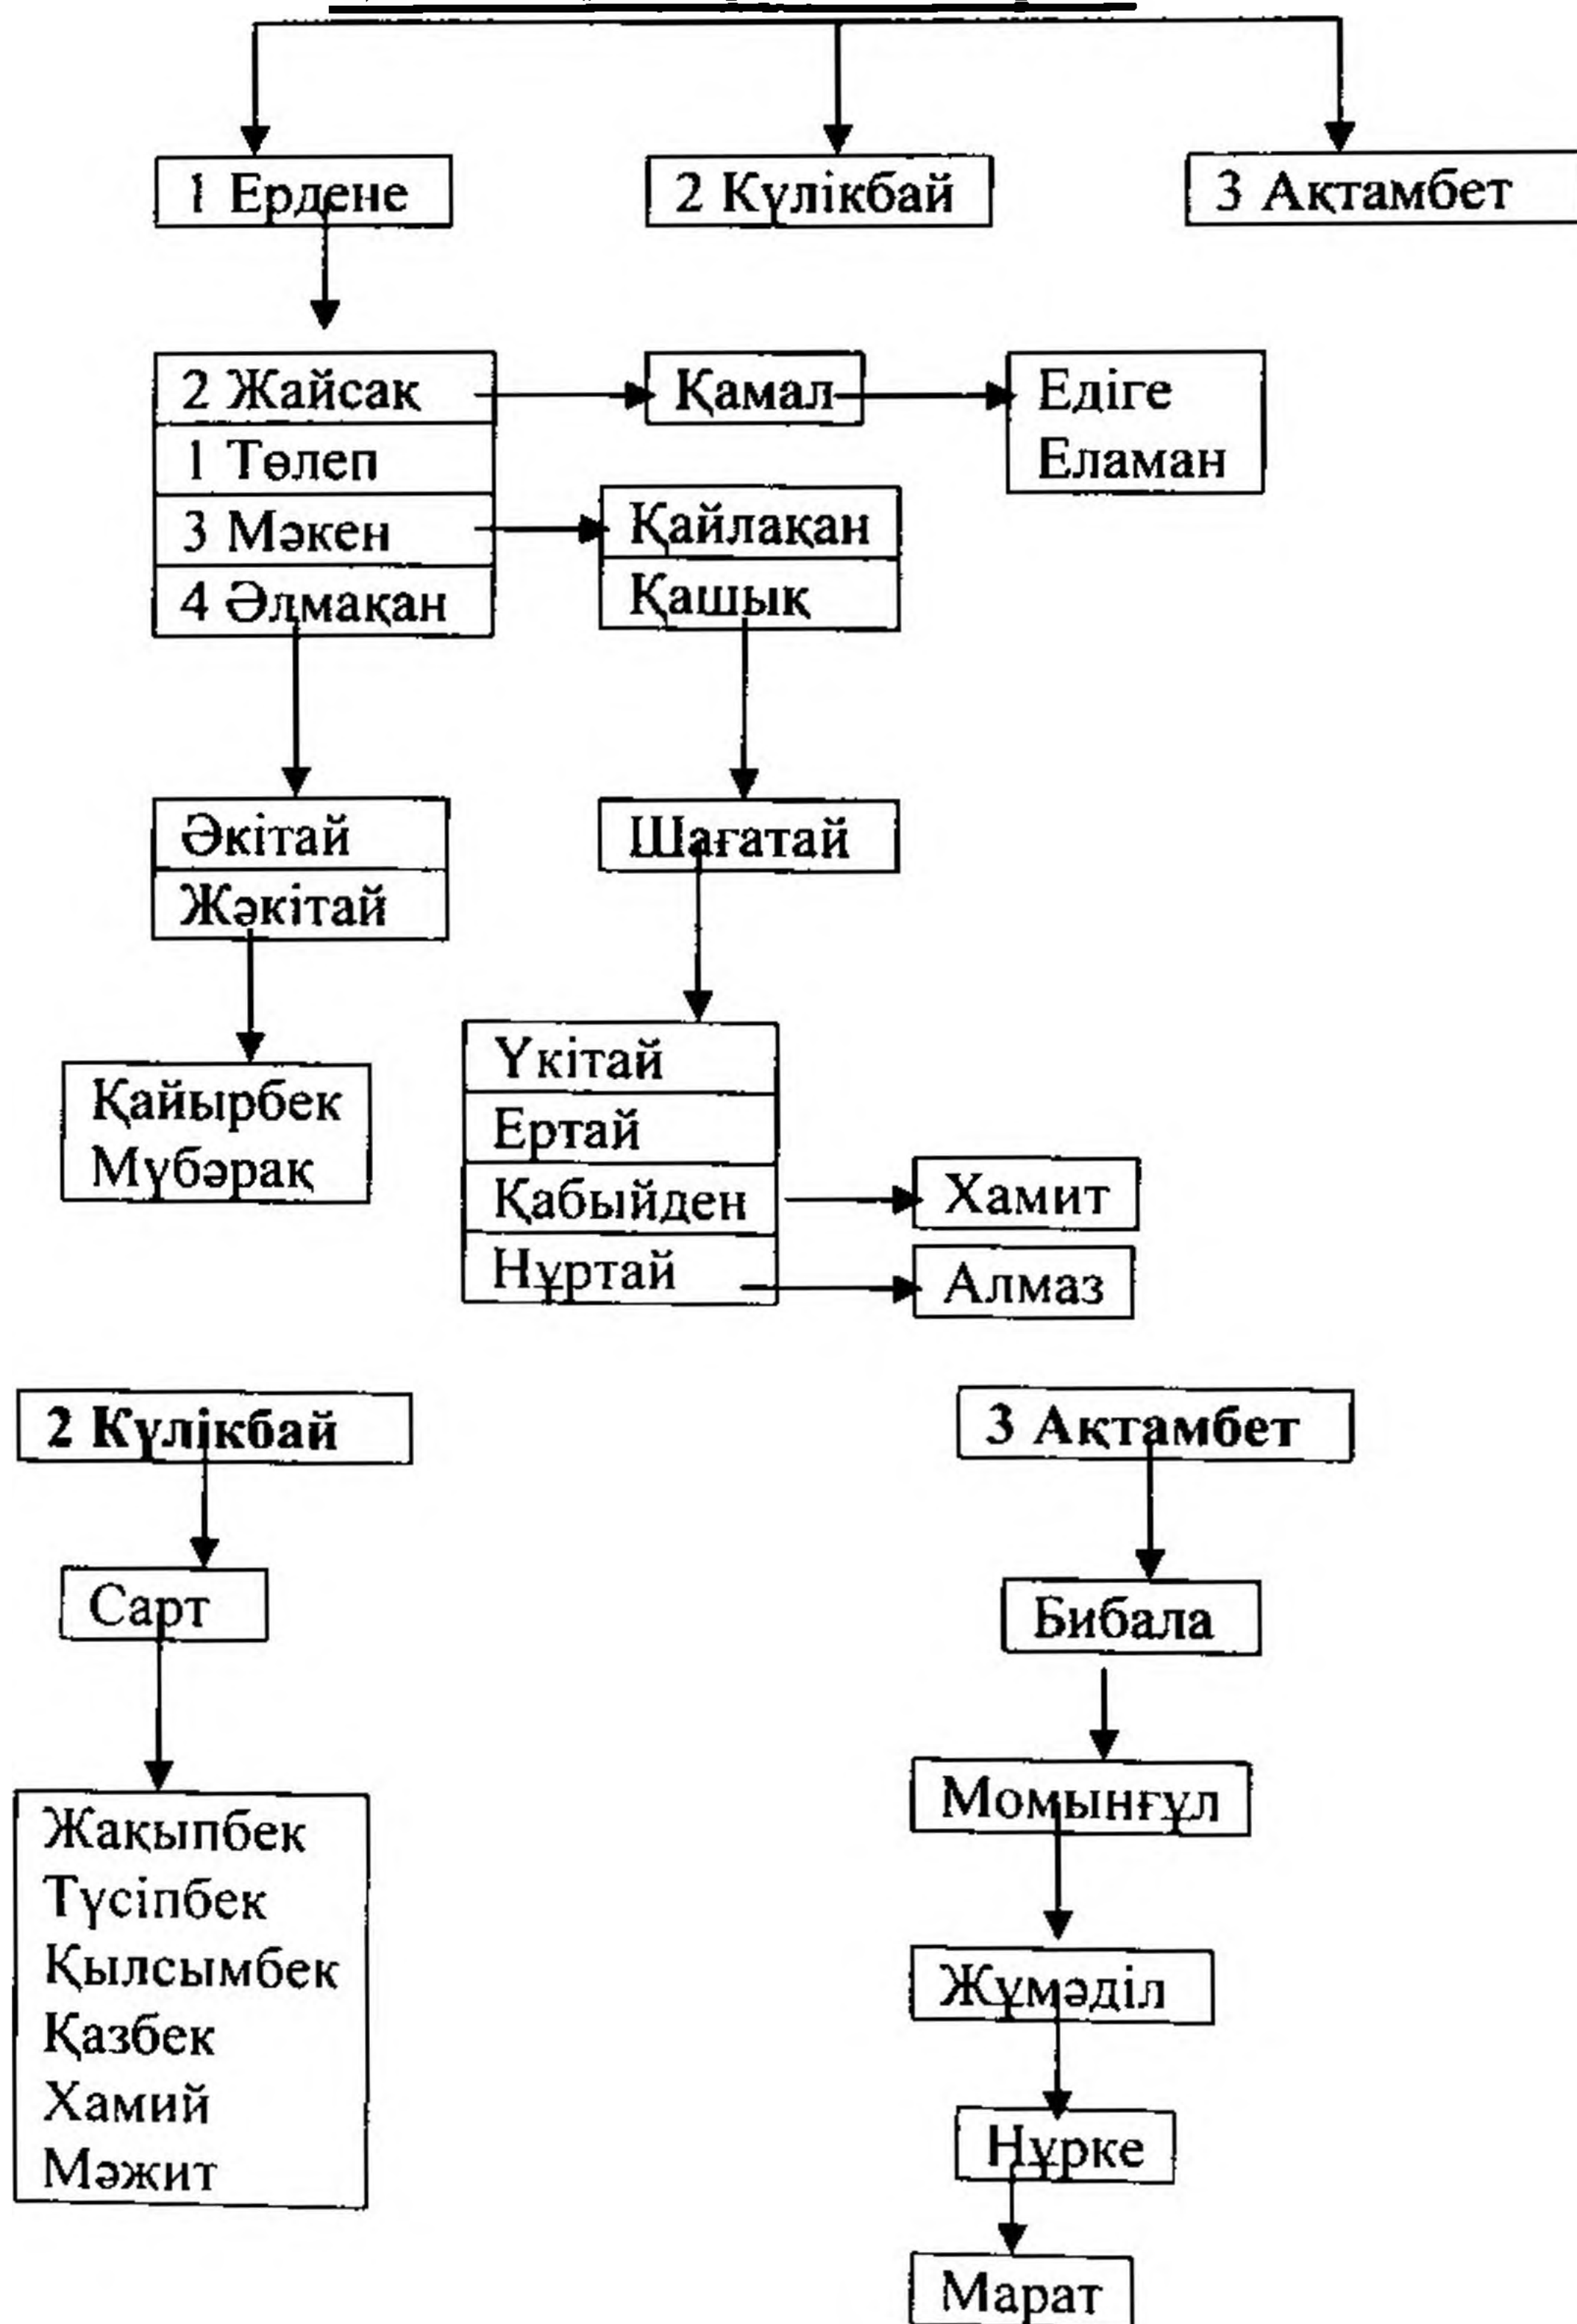 1 Ердене
2 Күлікбай
3 Ақтамбет
2 Жайсақ
Қамал
Едіге
Еламан
1 Төлеп
3 Мәкен
4 Әлмақан
Қайлақан
Қашық
Әкітай
Жәкітай
Шағатай
Қайырбек
Мүбәрақ
Үкітай
Ертай
Қабыйден
Нұртай
Хамит
Алмаз
2 Күлікбай
3 Ақтамбет
Сарт
Бибала
Жақыпбек
Түсіпбек
Қылсымбек
Қазбек
Хамий
Мәжит
Момынғұл
Жұмәділ
Нұрке
Марат